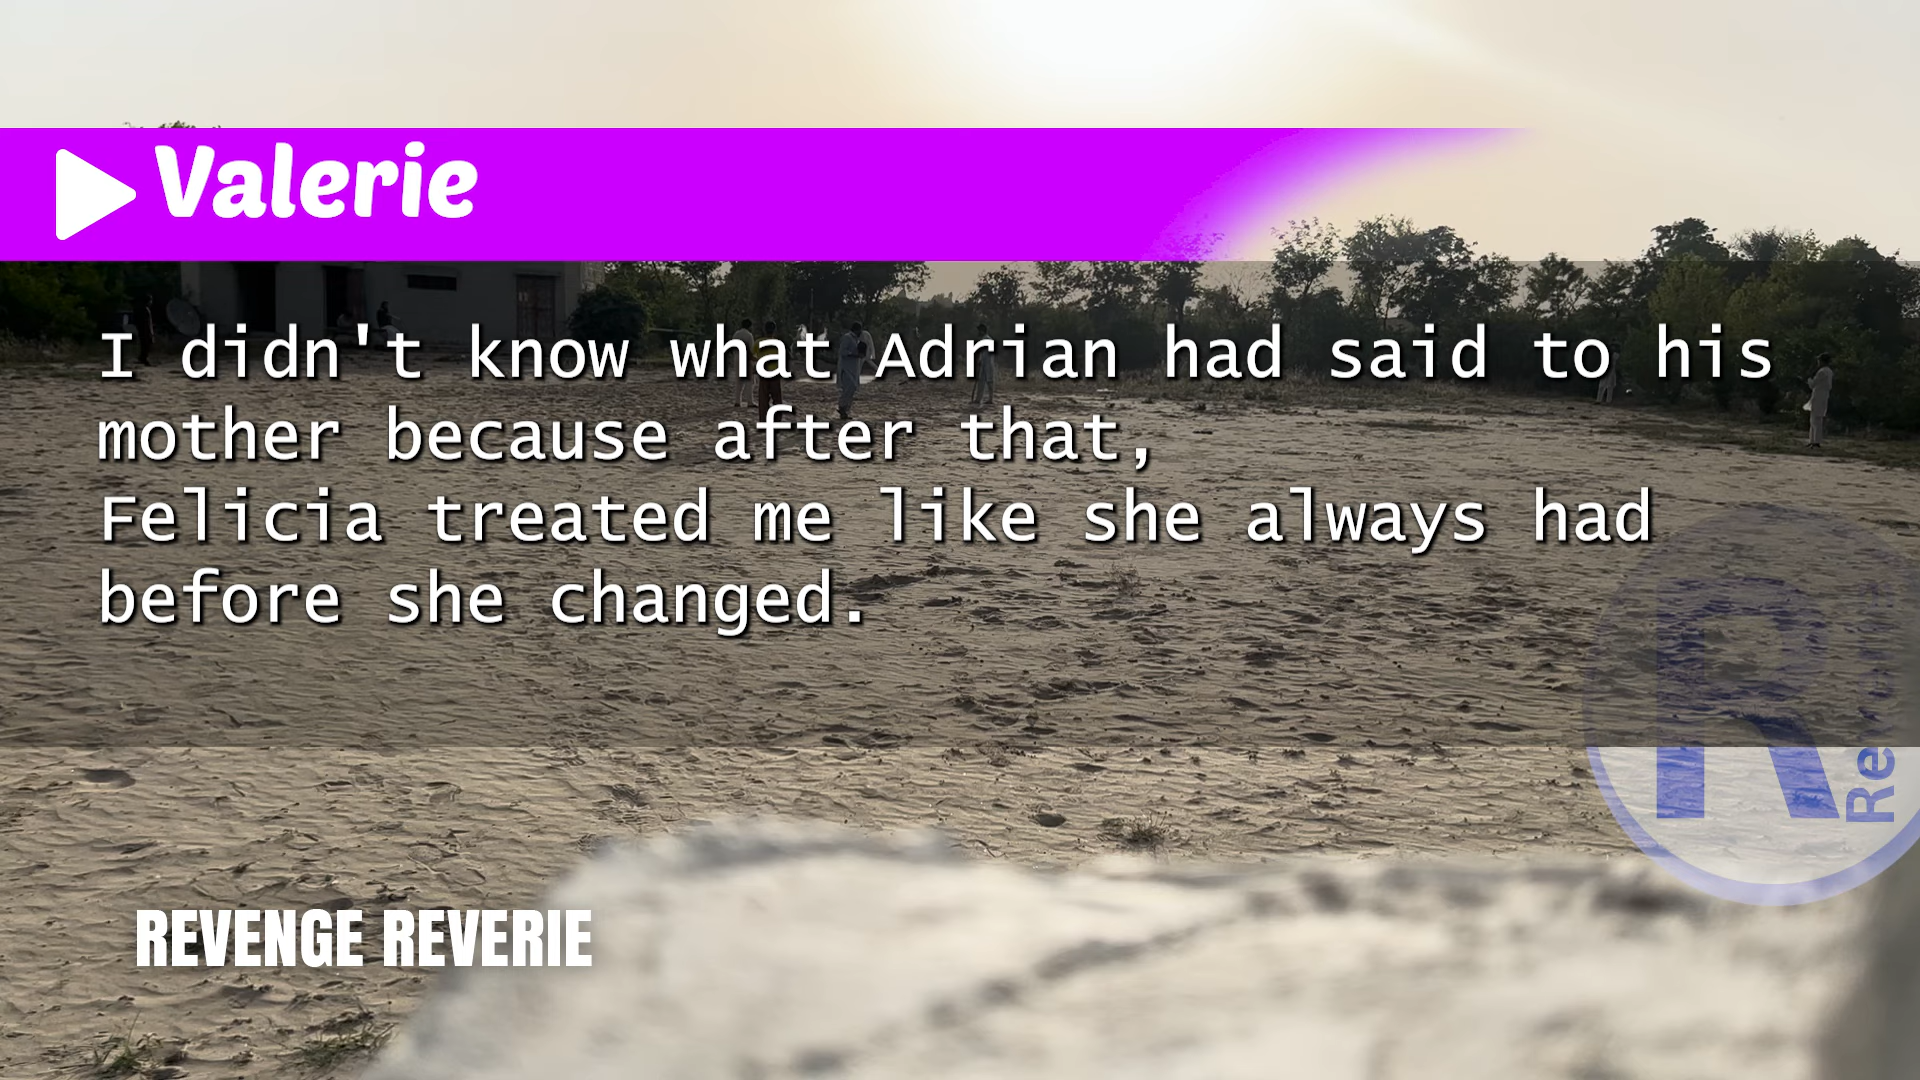 Valerie
I didn't know what Adrian had said to his
mother because after that,
Felicia treated me like she always had
before she changed.
R
REVENGE REVERIE